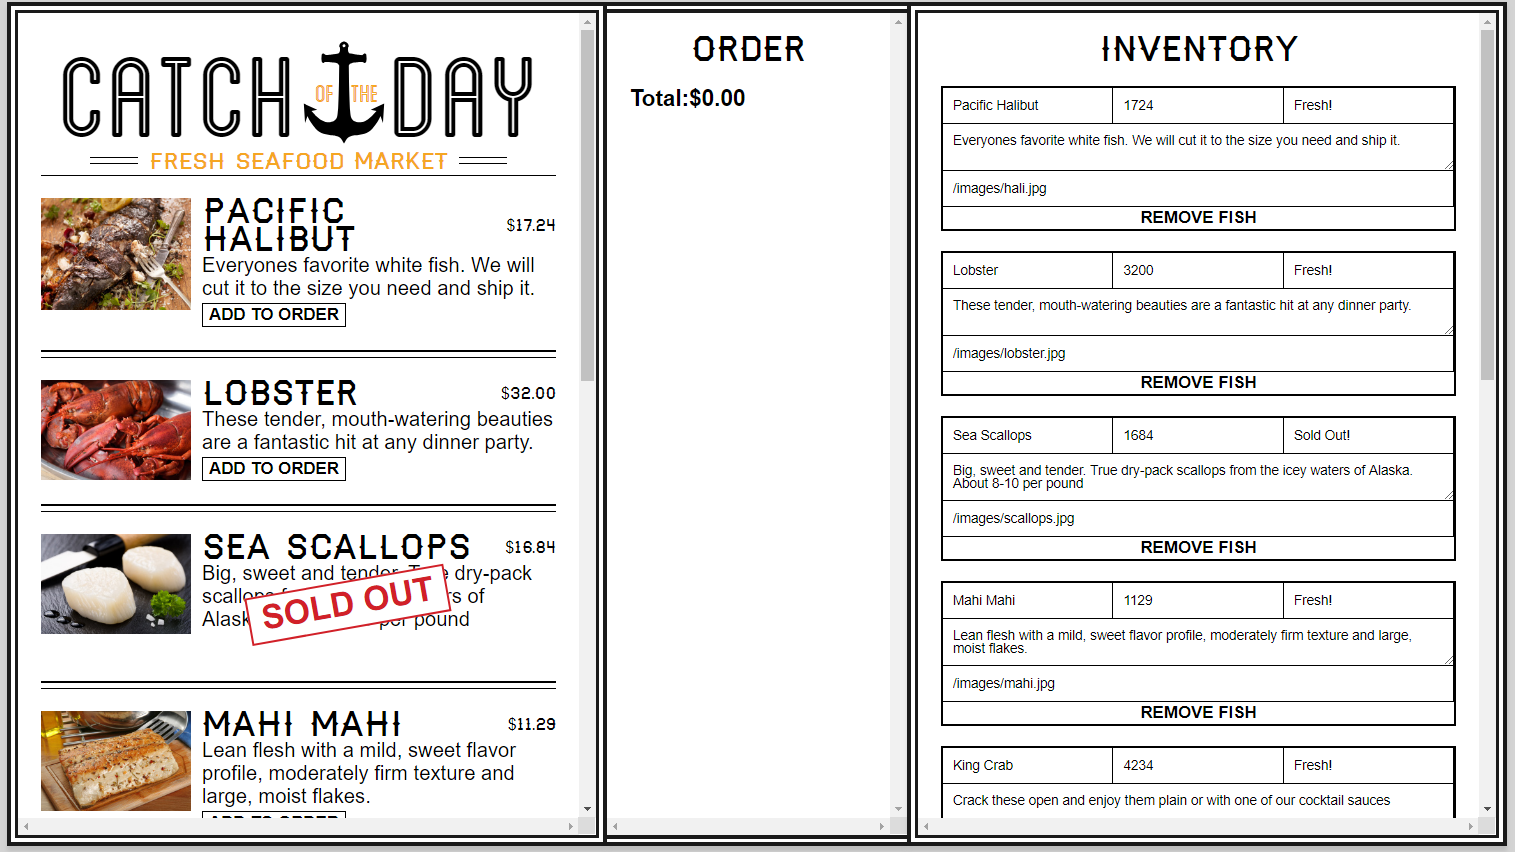 CATCH OF THE DAY
FRESH SEAFOOD MARKET
PACIFIC
HALIBUT
$17.24
Everyones favorite white fish. We will
cut it to the size you need and ship it.
ADD TO ORDER
LOBSTER
$32.00
These tender, mouth-watering beauties
are a fantastic hit at any dinner party.
ADD TO ORDER
SEA SCALLOPS
$16.84
Big, sweet and tender. True dry-pack
scallops of
Alaska per pound
SOLD OUT
MAHI MAHI
$11.29
Lean flesh with a mild, sweet flavor
profile, moderately firm texture and
large, moist flakes.
ADD TO ORDER
ORDER
Total:$0.00
INVENTORY
Pacific Halibut 1724 Fresh!
Everyones favorite white fish. We will cut it to the size you need and ship it.
/images/hali.jpg
REMOVE FISH
Lobster 3200 Fresh!
These tender, mouth-watering beauties are a fantastic hit at any dinner party.
/images/lobster.jpg
REMOVE FISH
Sea Scallops 1684 Sold Out!
Big, sweet and tender. True dry-pack scallops from the icey waters of Alaska.
About 8-10 per pound
/images/scallops.jpg
REMOVE FISH
Mahi Mahi 1129 Fresh!
Lean flesh with a mild, sweet flavor profile, moderately firm texture and large,
moist flakes.
/images/mahi.jpg
REMOVE FISH
King Crab 4234 Fresh!
Crack these open and enjoy them plain or with one of our cocktail sauces